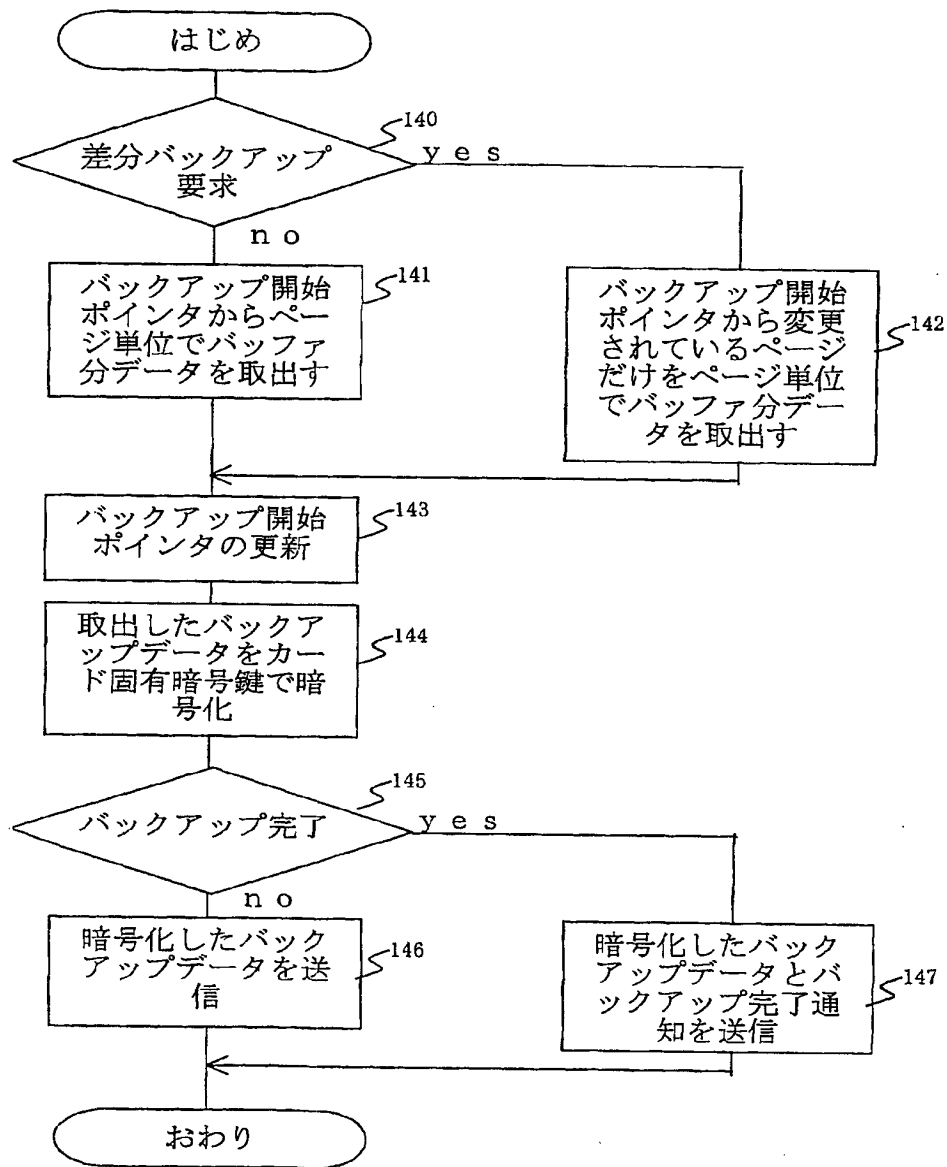 はじめ
140
差分バックアップ
要求
yes
no
141
バックアップ開始
ポインタからペー
ジ単位でバッファ
分データを取出す
142
バックアップ開始
ポインタから変更
されているページ
だけをページ単位
でバッファ分デー
タを取出す
143
バックアップ開始
ポインタの更新
144
取出したバックア
ップデータをカー
ド固有暗号鍵で暗
号化
145
バックアップ完了
yes
no
146
暗号化したバック
アップデータを送
信
147
暗号化したバック
アップデータとバ
ックアップ完了通
知を送信
おわり